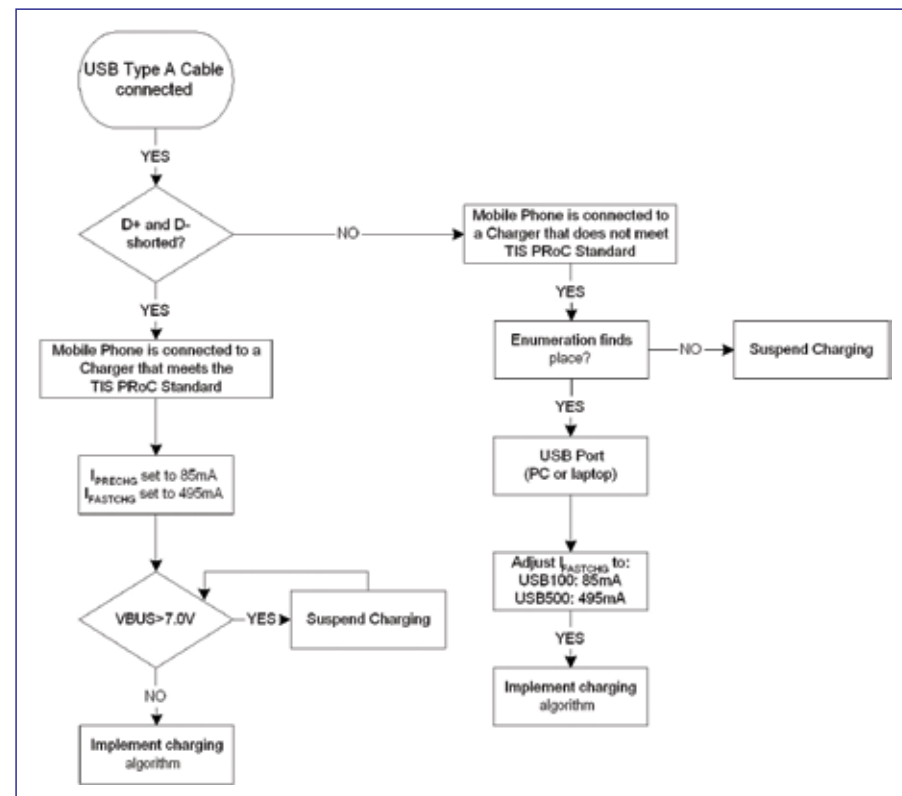 USB Type A Cable
connected
YES
D+ and D-
shorted?
NO
Mobile Phone is connected to
a Charger that does not meet
TIS PRoC Standard
YES
YES
Mobile Phone is connected to a
Charger that meets the
TIS PRoC Standard
Enumeration finds
place?
NO
Suspend Charging
YES
USB Port
(PC or laptop)
IPRECHG set to 85mA
IFASTCHG set to 495mA
Adjust IFASTCHG to:
USB100: 85mA
USB500: 495mA
VBUS>7.0V
YES
Suspend Charging
YES
NO
Implement charging
algorithm
Implement charging
algorithm